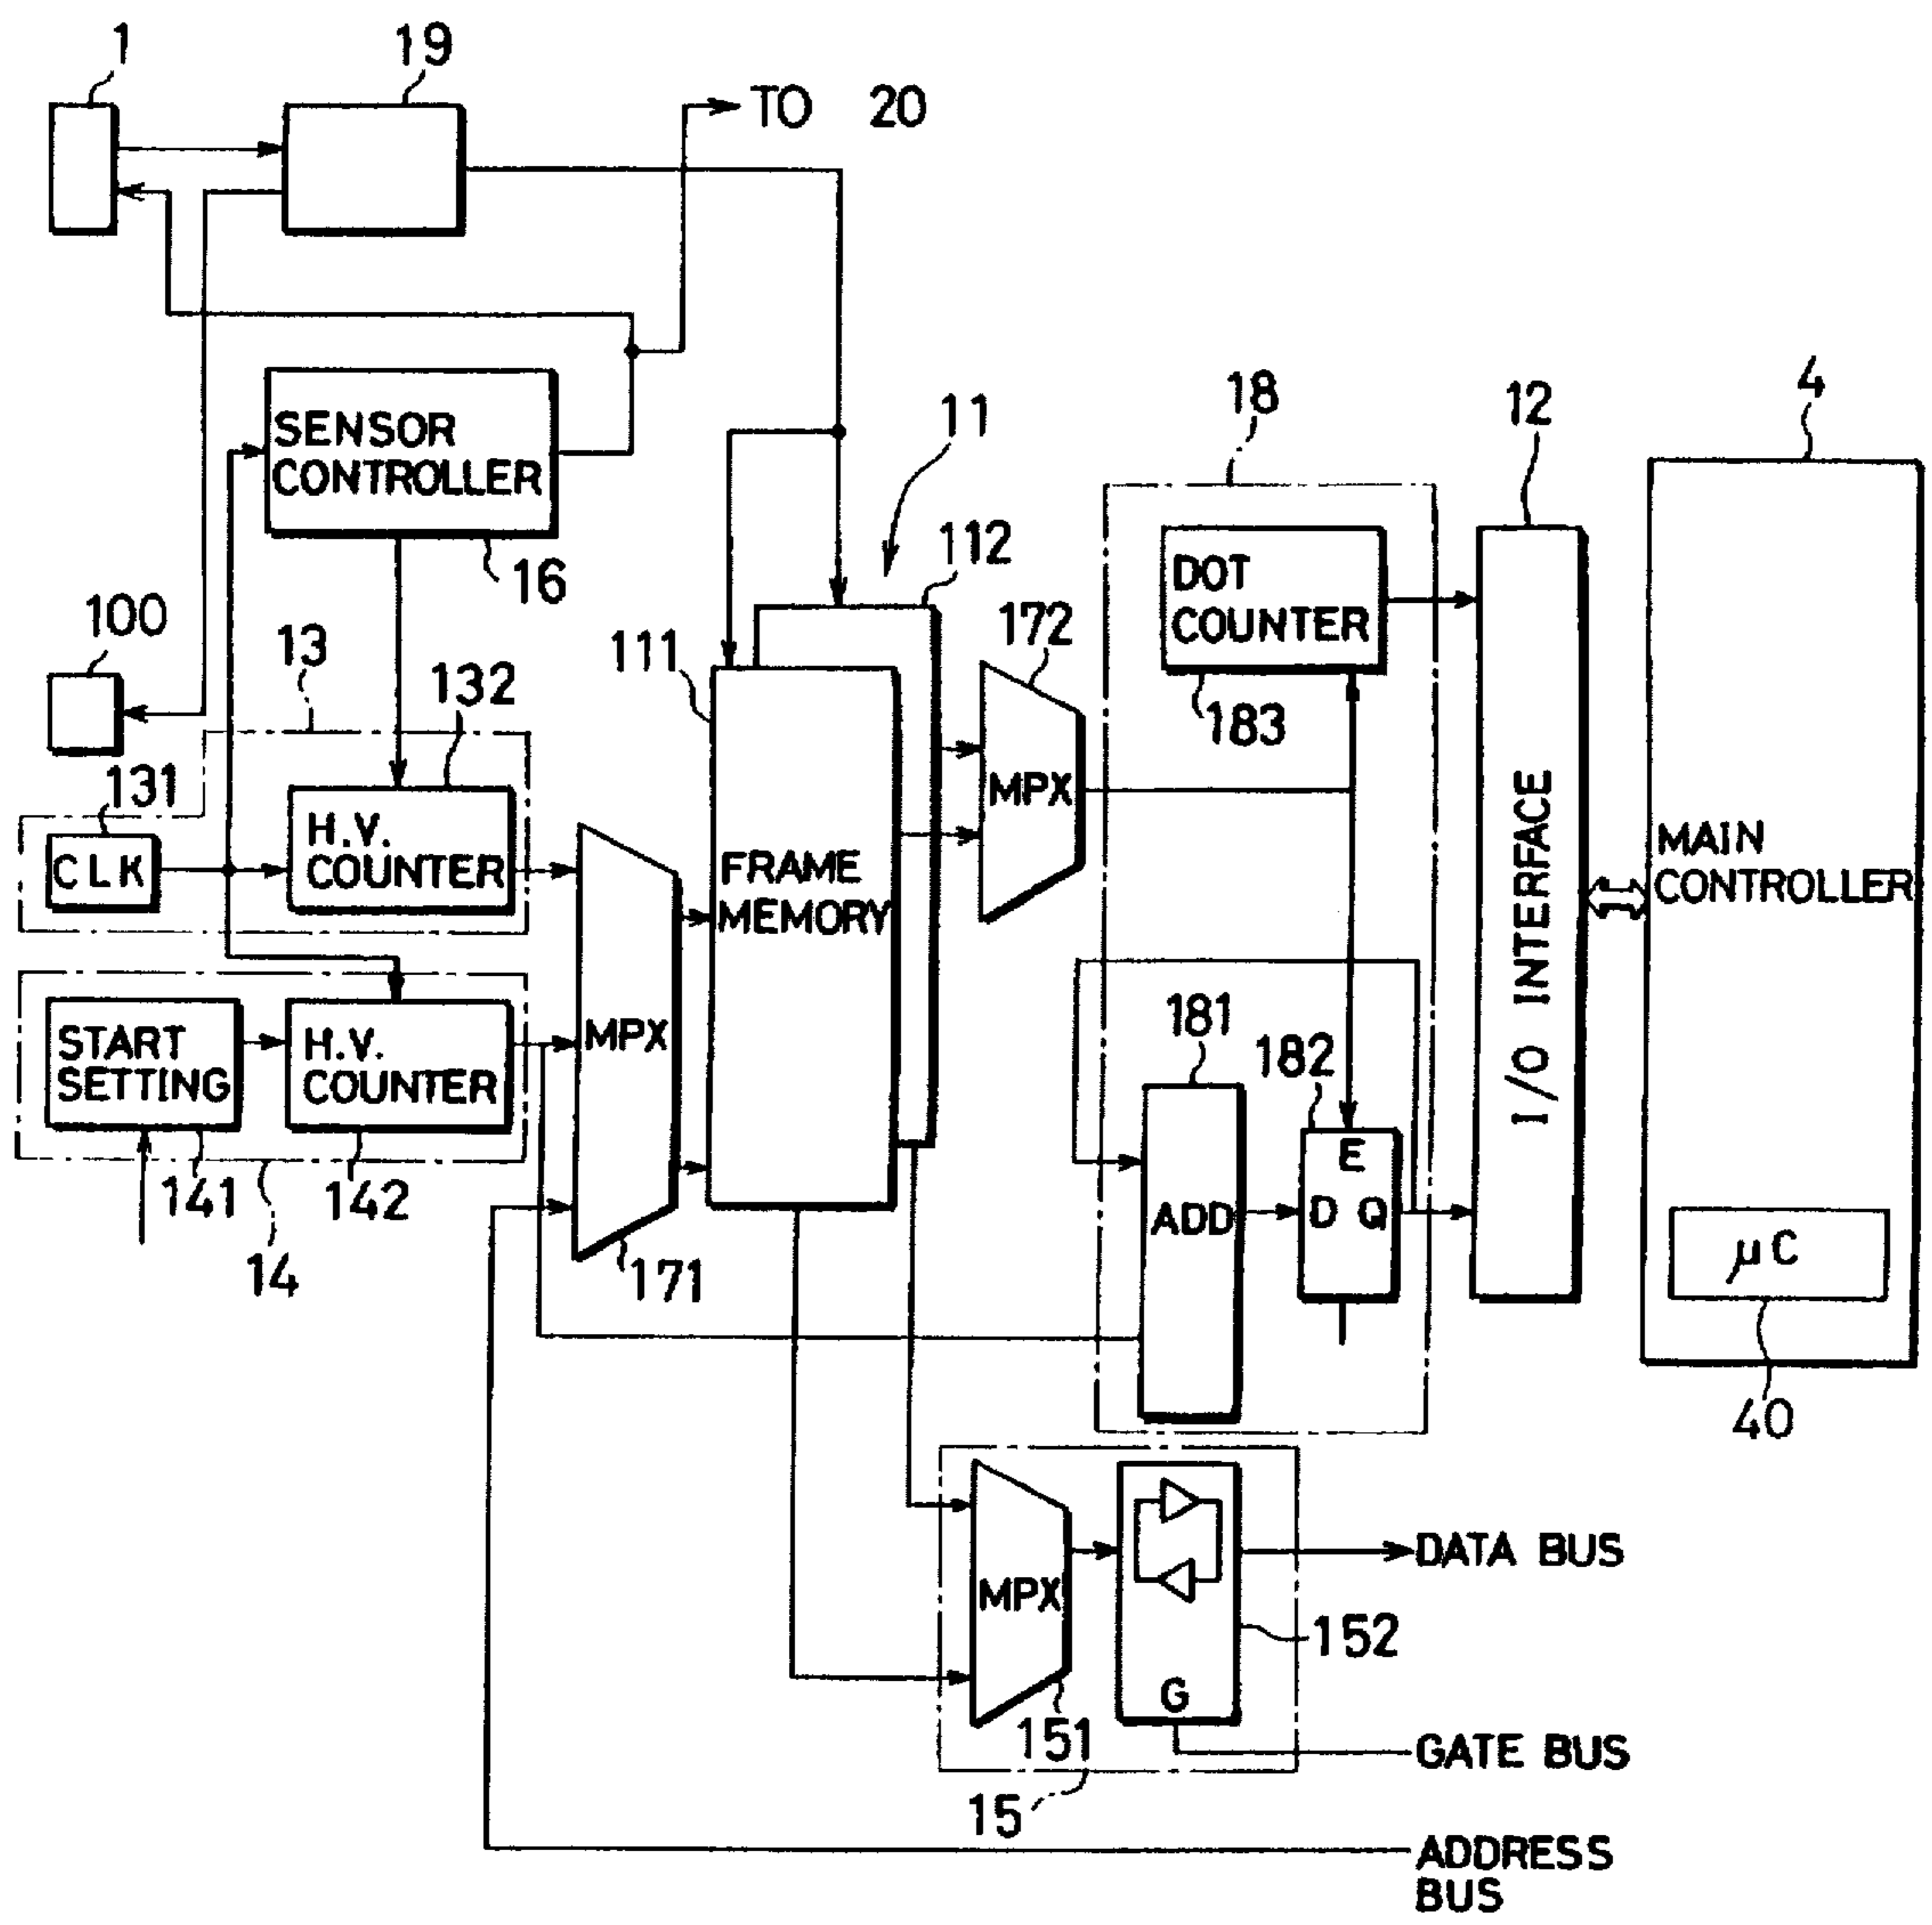 1
19
TO 20
SENSOR
CONTROLLER
16
11
18
12
4
112
DOT
COUNTER
183
100
13
132
111
172
131
CLK
H.V.
COUNTER
FRAME
MEMORY
MPX
I/O INTERFACE
MAIN
CONTROLLER
START
SETTING
H.V.
COUNTER
MPX
181
182
E
D Q
ADD
μC
141
142
14
171
40
MPX
DATA BUS
152
G
151
GATE BUS
15
ADDRESS
BUS